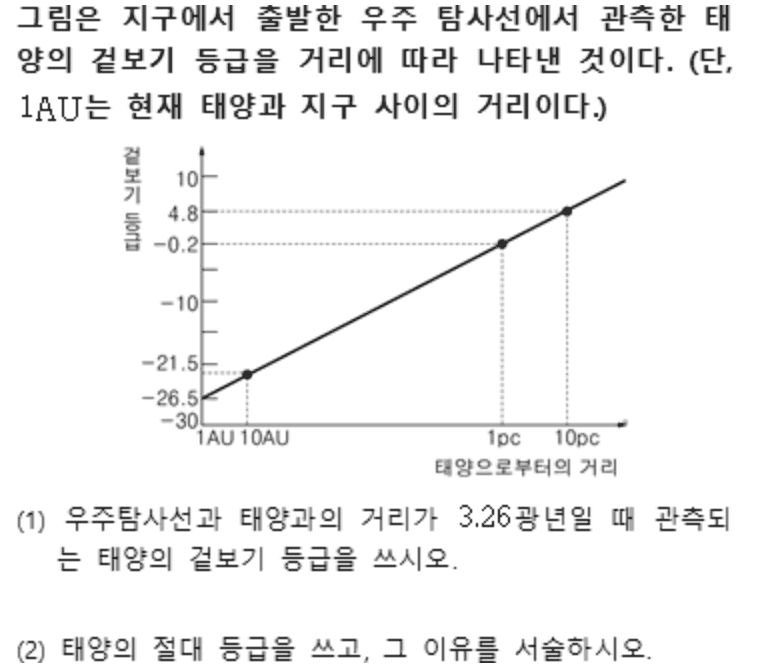 그림은 지구에서 출발한 우주 탐사선에서 관측한 태
양의 겉보기 등급을 거리에 따라 나타낸 것이다. (단,
1AU는 현재 태양과 지구 사이의 거리이다.)
겉보기 등급
10
4.8
-0.2
-10
-21.5
-26.5
-30
1AU 10AU 1pc 10pc
태양으로부터의 거리
(1) 우주탐사선과 태양과의 거리가 3.26광년일 때 관측되
는 태양의 겉보기 등급을 쓰시오.
(2) 태양의 절대 등급을 쓰고, 그 이유를 서술하시오.